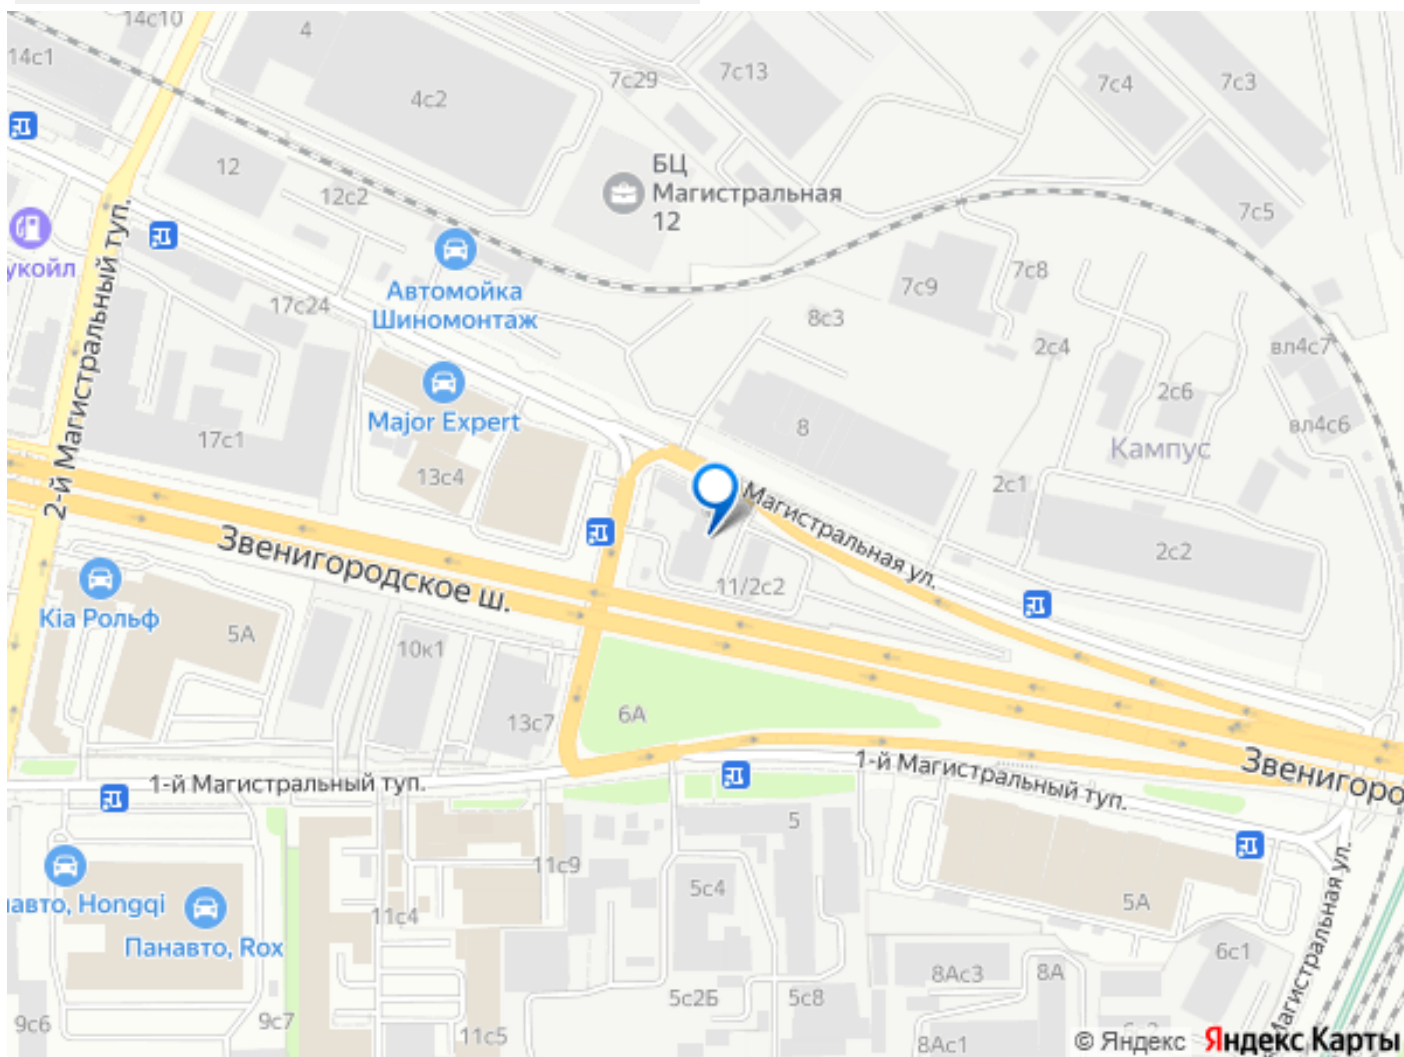 14с10
4
14с1
7с29
7с13
7с4
7с3
4с2
12
12с2
БЦ
Магистральная
12
7с5
2-й Магистральный туп.
укойл
Автомойка
Шиномонтаж
7с8
7с9
17с24
8с3
2с4
вл4с7
2с6
Major Expert
17с1
8
вл4с6
Кампус
13с4
2с1
Магистральная ул.
Звенигородское ш.
2с2
11/2с2
Kia Рольф
5А
10к1
13с7
6А
1-й Магистральный туп.
1-й Магистральный туп.
Звенигоро
5
11с9
5с4
авто, Hongqi
11с4
5А
Панавто, Rox
6с1
Магистральная ул.
8Ас3
8А
5с2Б
5с8
9с6
9с7
11с5
8Ас1
© Яндекс Яндекс Карты